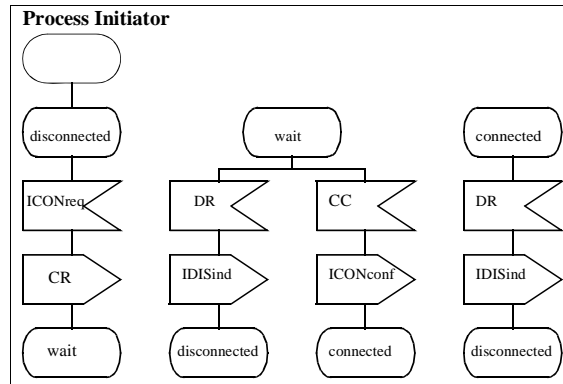 Process Initiator
disconnected
wait
connected
ICONreq
DR
CC
DR
CR
IDISind
ICONconf
IDISind
wait
disconnected
connected
disconnected